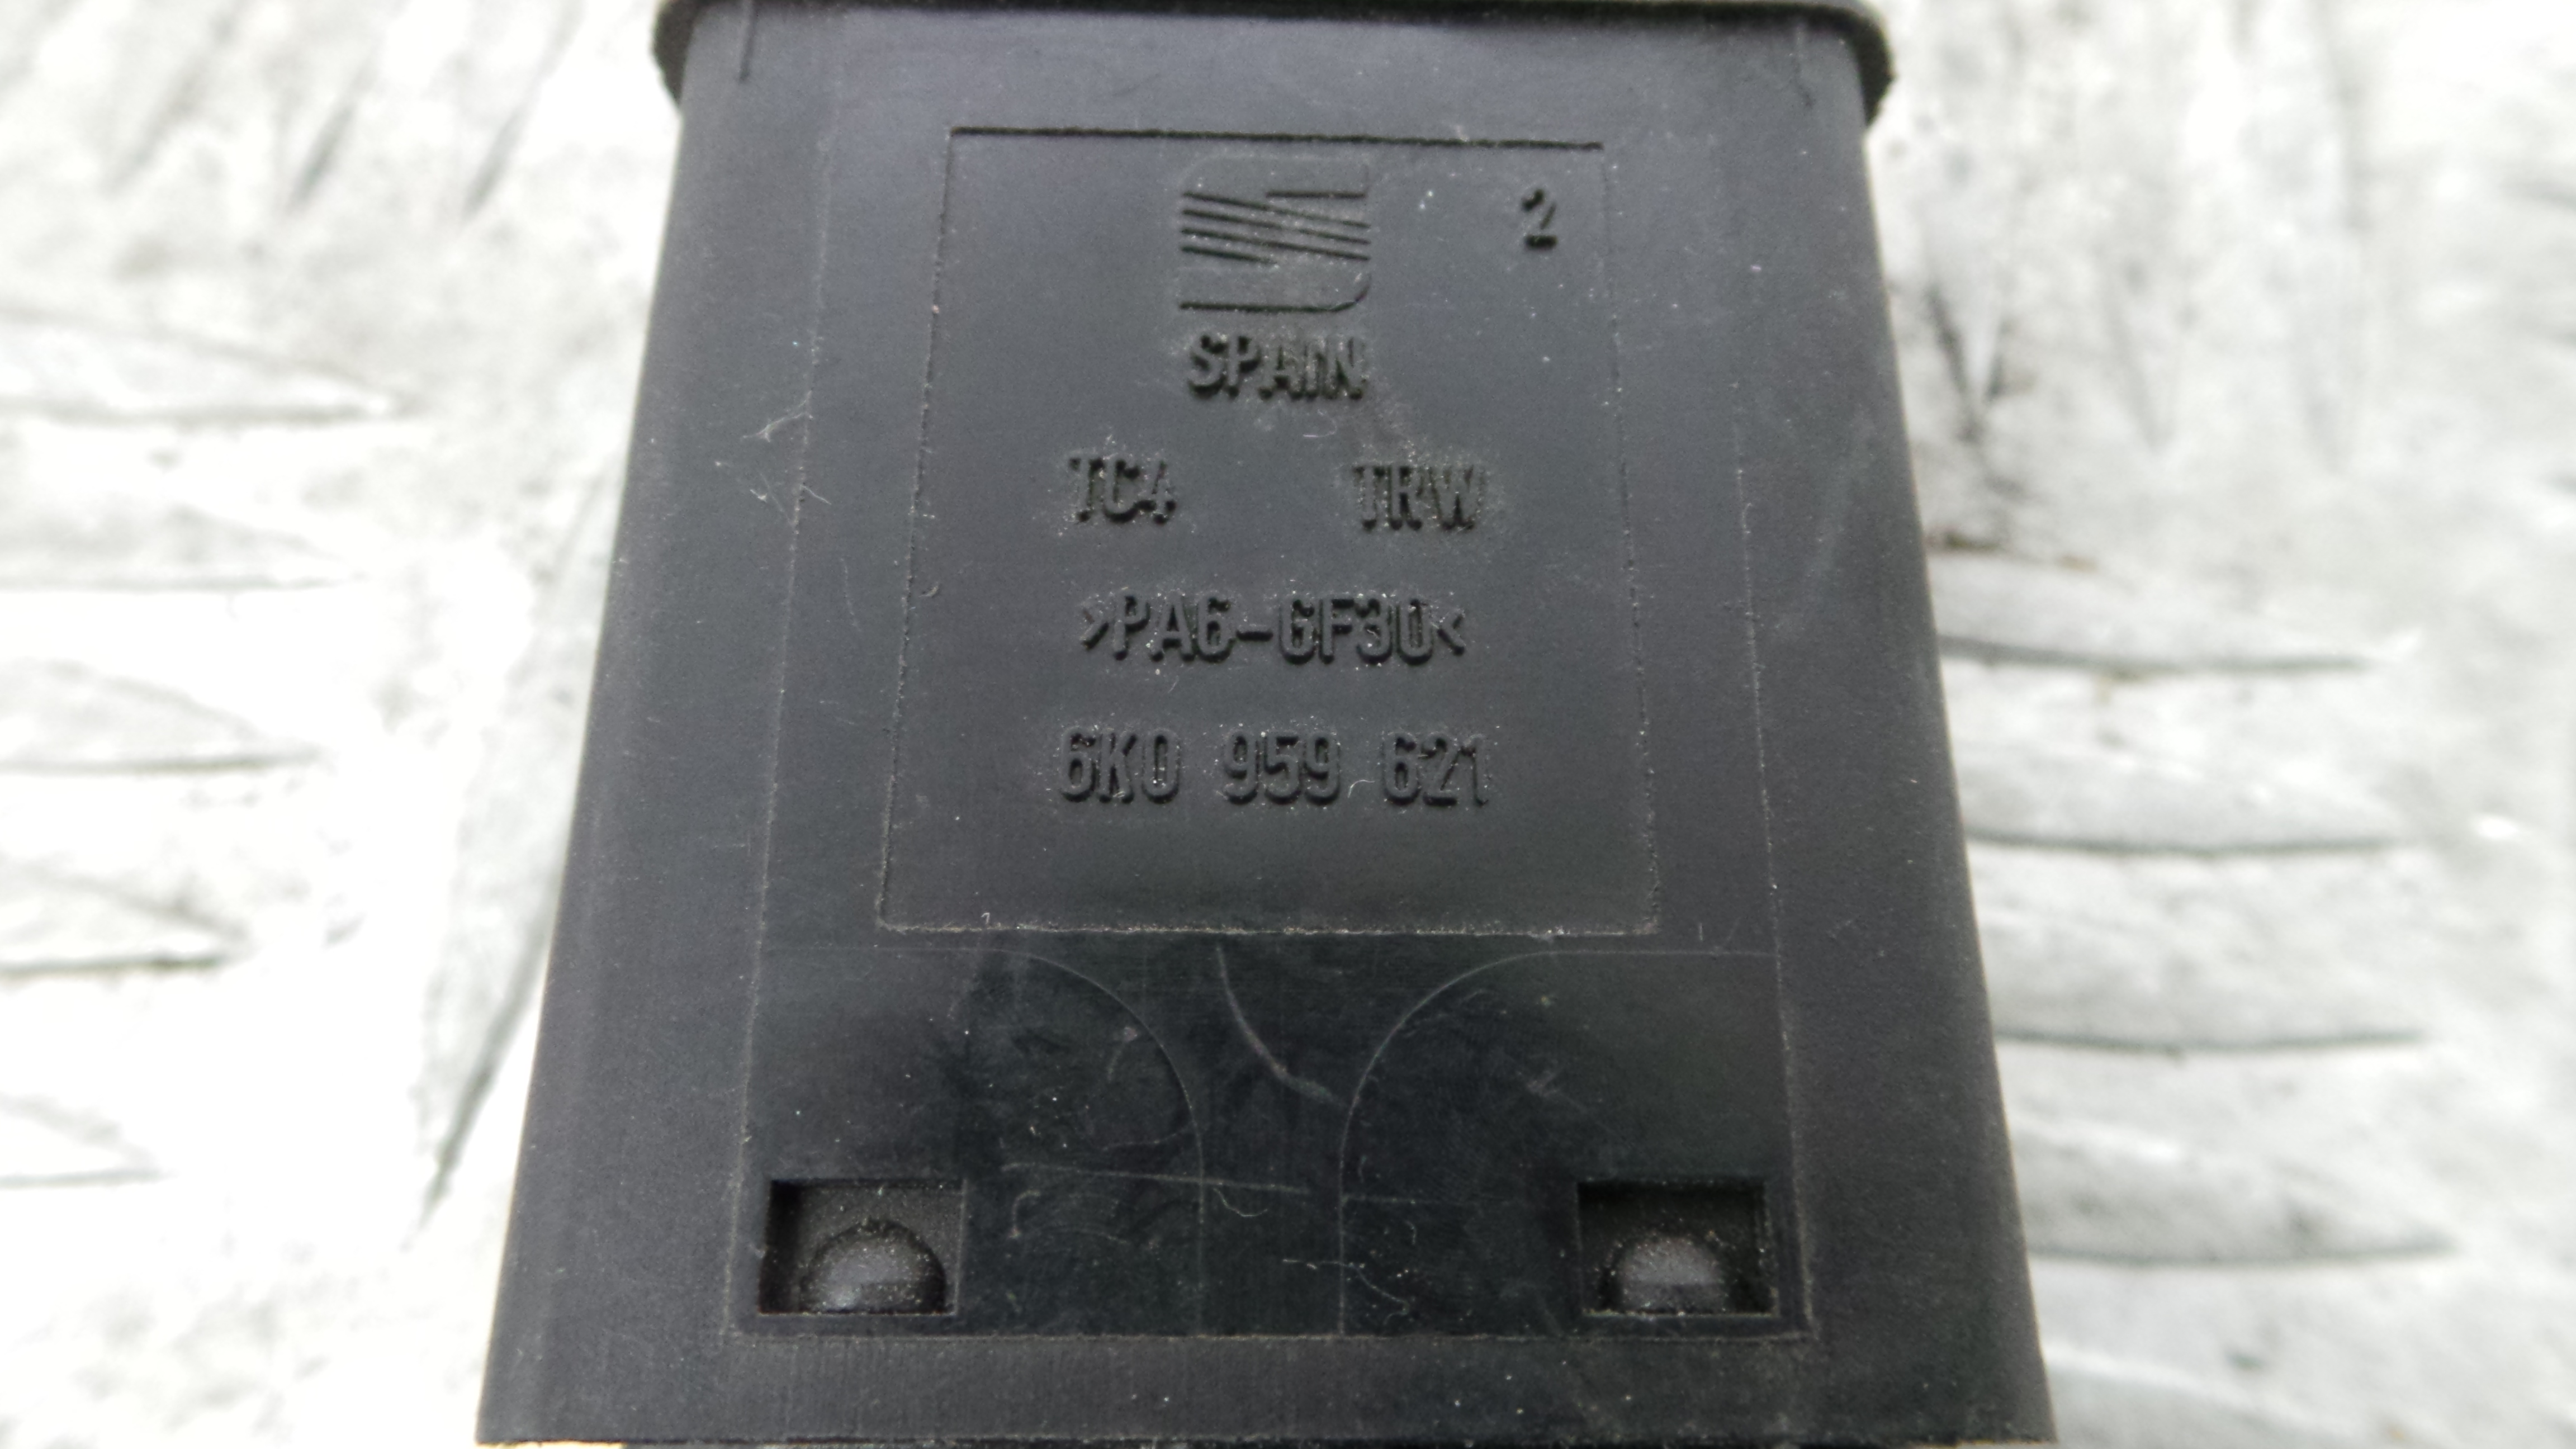 2
SPAIN
TC4 TRW
>PA6-GF30<
6K0 959 621